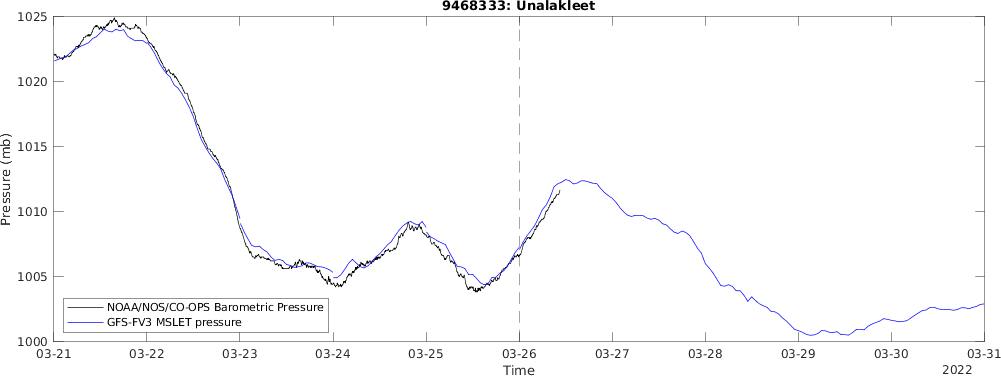 9468333: Unalakleet
Pressure (mb)
1025
1020
1015
1010
1005
1000
NOAA/NOS/CO-OPS Barometric Pressure
GFS-FV3 MSLET pressure
03-21 03-22 03-23 03-24 03-25 03-26 03-27 03-28 03-29 03-30 03-31
Time
2022